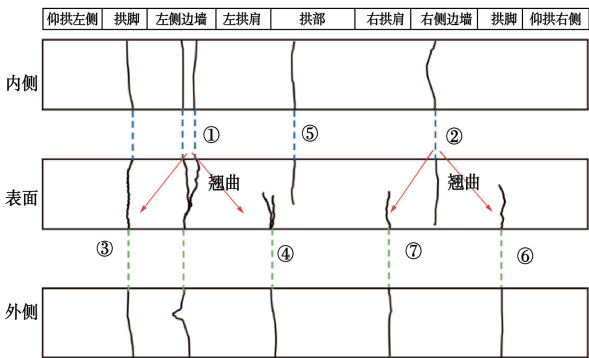 仰拱左侧 拱脚 左侧边墙 左拱肩 拱部 右拱肩 右侧边墙 拱脚 仰拱右侧
内侧
① ⑤ ②
表面 翘曲 翘曲
③ ④ ⑦ ⑥
外侧